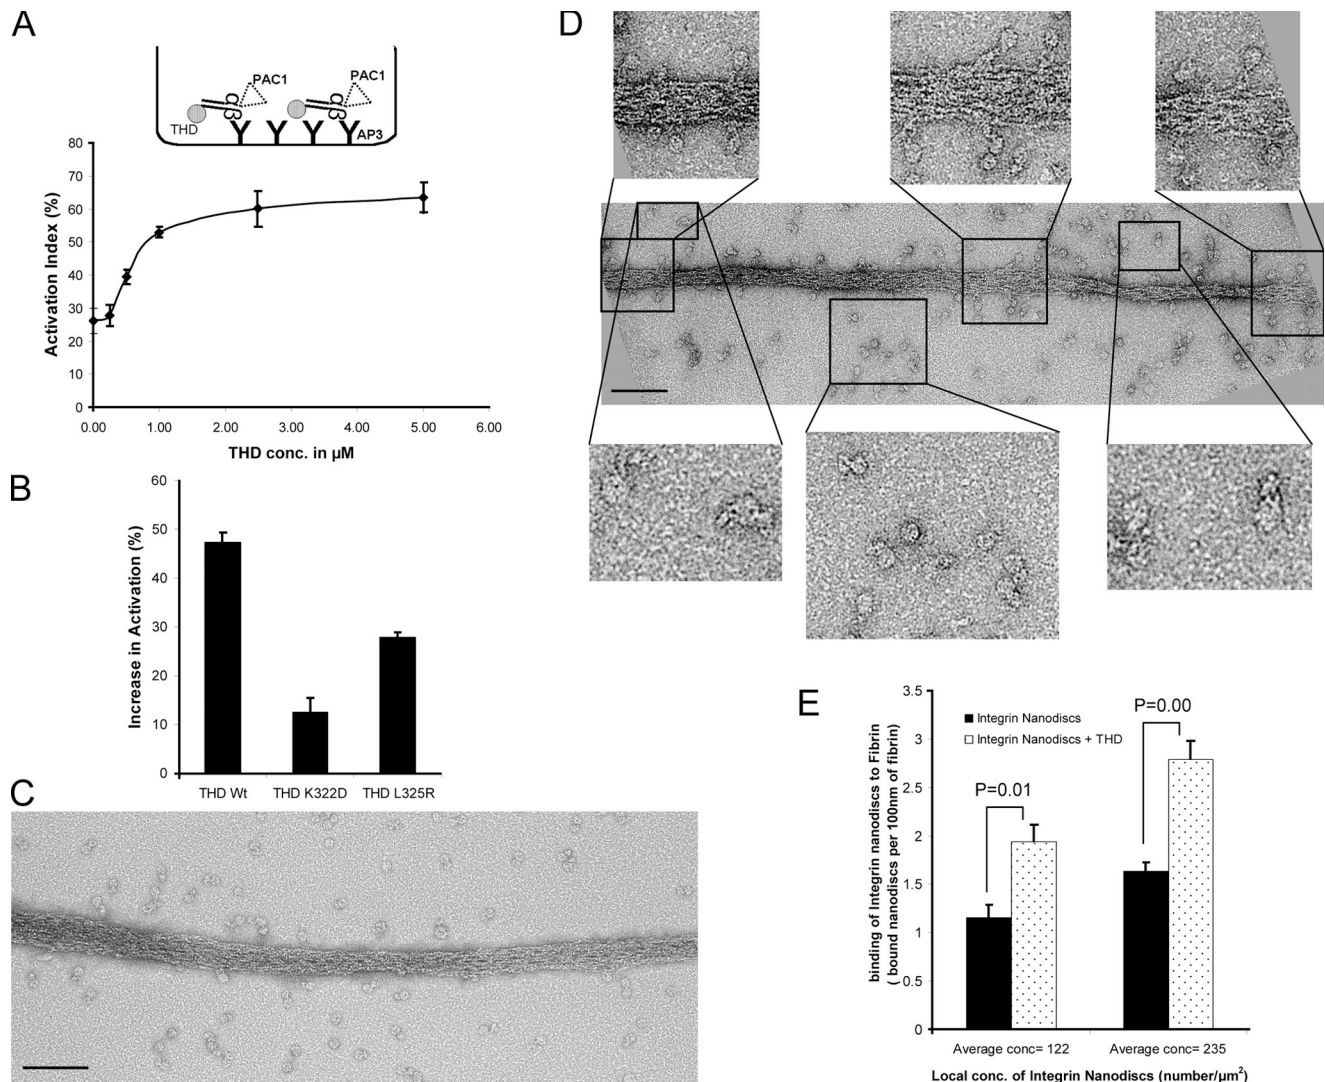 A
PAC1
PAC1
αβ
αβ
THD
AP3
Activation Index (%)
80
70
60
50
40
30
20
10
0
0.00 1.00 2.00 3.00 4.00 5.00 6.00
THD conc. in µM
B
Increase in Activation (%)
60
50
40
30
20
10
0
THD Wt THD K322D THD L325R
C
D
E
binding of Integrin nanodiscs to Fibrin
( bound nanodiscs per 100nm of fibrin)
3.5
3
2.5
2
1.5
1
0.5
0
Integrin Nanodiscs
Integrin Nanodiscs + THD
P=0.01
P=0.00
Average conc= 122 Average conc= 235
Local conc. of Integrin Nanodiscs (number/µm²)